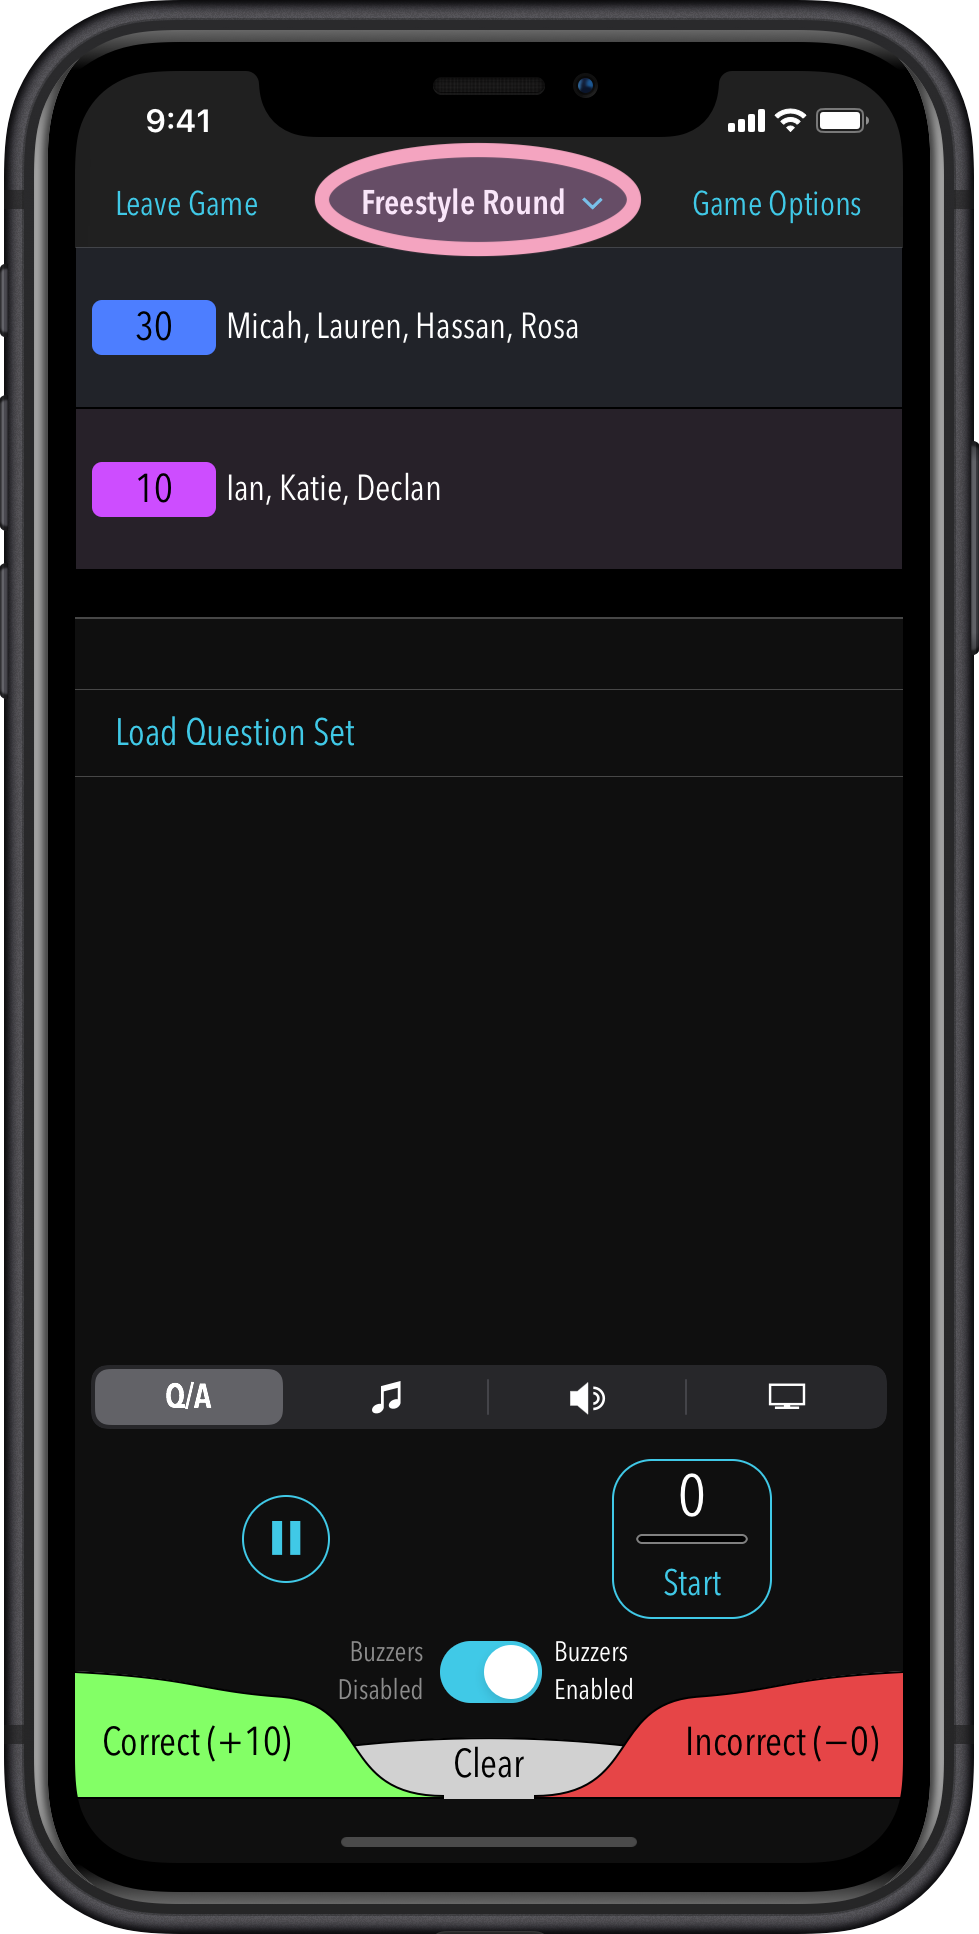 9:41
Leave Game
Freestyle Round
Game Options
30
Micah, Lauren, Hassan, Rosa
10
Ian, Katie, Declan
Load Question Set
Q/A
0
Start
Buzzers
Disabled
Buzzers
Enabled
Correct (+10)
Clear
Incorrect (−0)